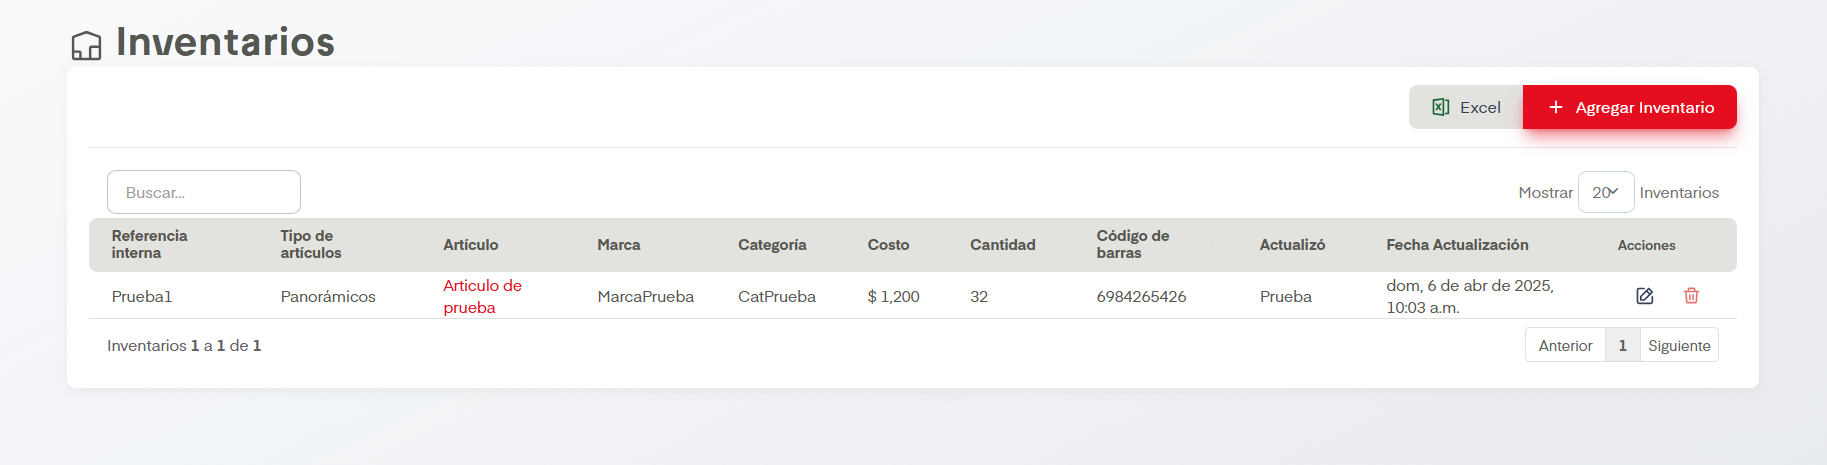 Inventarios
Excel
Agregar Inventario
Buscar...
Mostrar 20 Inventarios
Referencia interna
Tipo de artículos
Artículo
Marca
Categoría
Costo
Cantidad
Código de barras
Actualizó
Fecha Actualización
Acciones
Prueba1
Panorámicos
Articulo de prueba
MarcaPrueba
CatPrueba
$ 1,200
32
6984265426
Prueba
dom, 6 de abr de 2025, 10:03 a.m.
Inventarios 1 a 1 de 1
Anterior 1 Siguiente